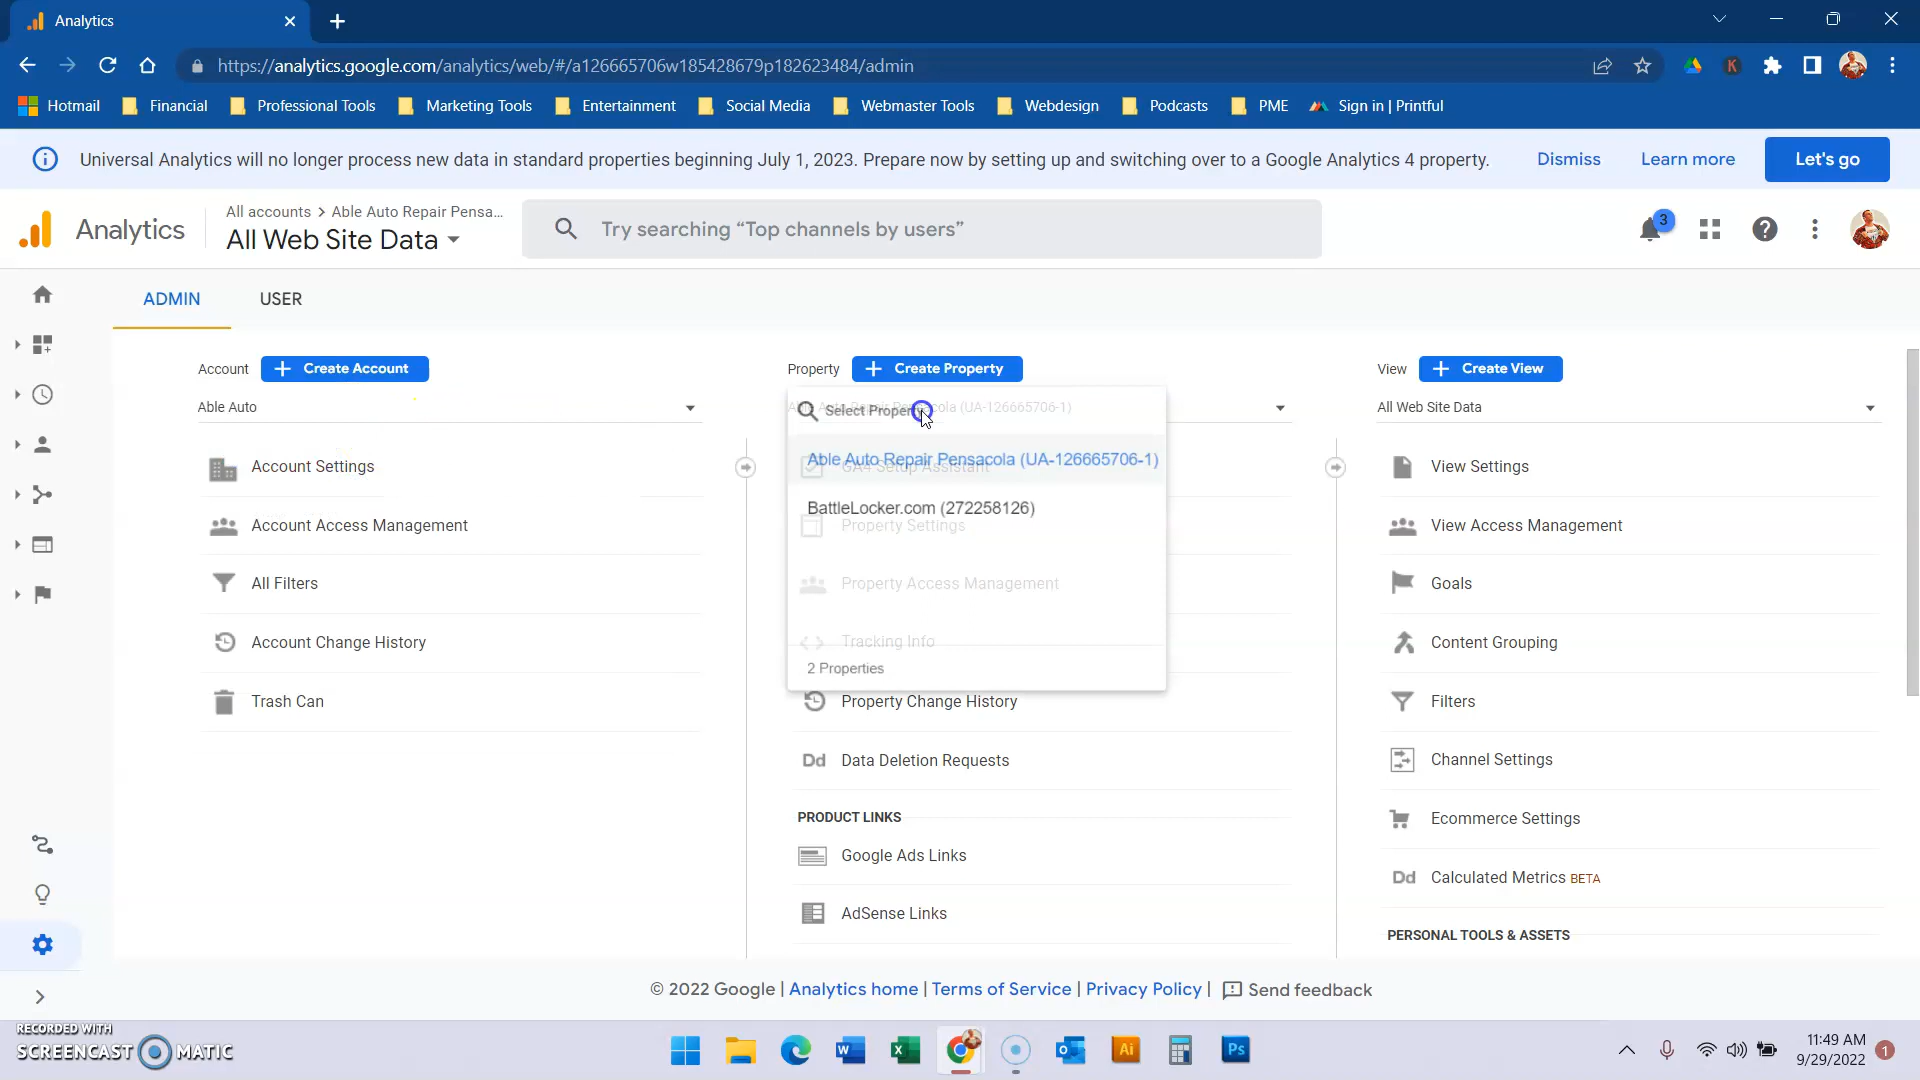 Analytics
https://analytics.google.com/analytics/web/#/a126665706w185428679p182623484/admin
K
Hotmail Financial Professional Tools Marketing Tools Entertainment Social Media Webmaster Tools Webdesign Podcasts PME Sign in | Printful
Universal Analytics will no longer process new data in standard properties beginning July 1, 2023. Prepare now by setting up and switching over to a Google Analytics 4 property. Dismiss Learn more Let's go
Analytics
All accounts > Able Auto Repair Pensa...
All Web Site Data
Try searching “Top channels by users”
3
ADMIN USER
Account + Create Account
Able Auto
Account Settings
Account Access Management
All Filters
Account Change History
Trash Can
Property + Create Property
Able Auto Repair Pensacola (UA-126665706-1)
Select Property
Able Auto Repair Pensacola (UA-126665706-1)
GA4 Setup Assistant
BattleLocker.com (272258126)
Property Settings
Property Access Management
Tracking Info
2 Properties
Property Change History
Dd Data Deletion Requests
PRODUCT LINKS
Google Ads Links
AdSense Links
View + Create View
All Web Site Data
View Settings
View Access Management
Goals
Content Grouping
Filters
Channel Settings
Ecommerce Settings
Dd Calculated Metrics BETA
PERSONAL TOOLS & ASSETS
© 2022 Google | Analytics home | Terms of Service | Privacy Policy | Send feedback
RECORDED WITH
SCREENCAST MATIC
W X Ai Ps
11:49 AM
9/29/2022
1